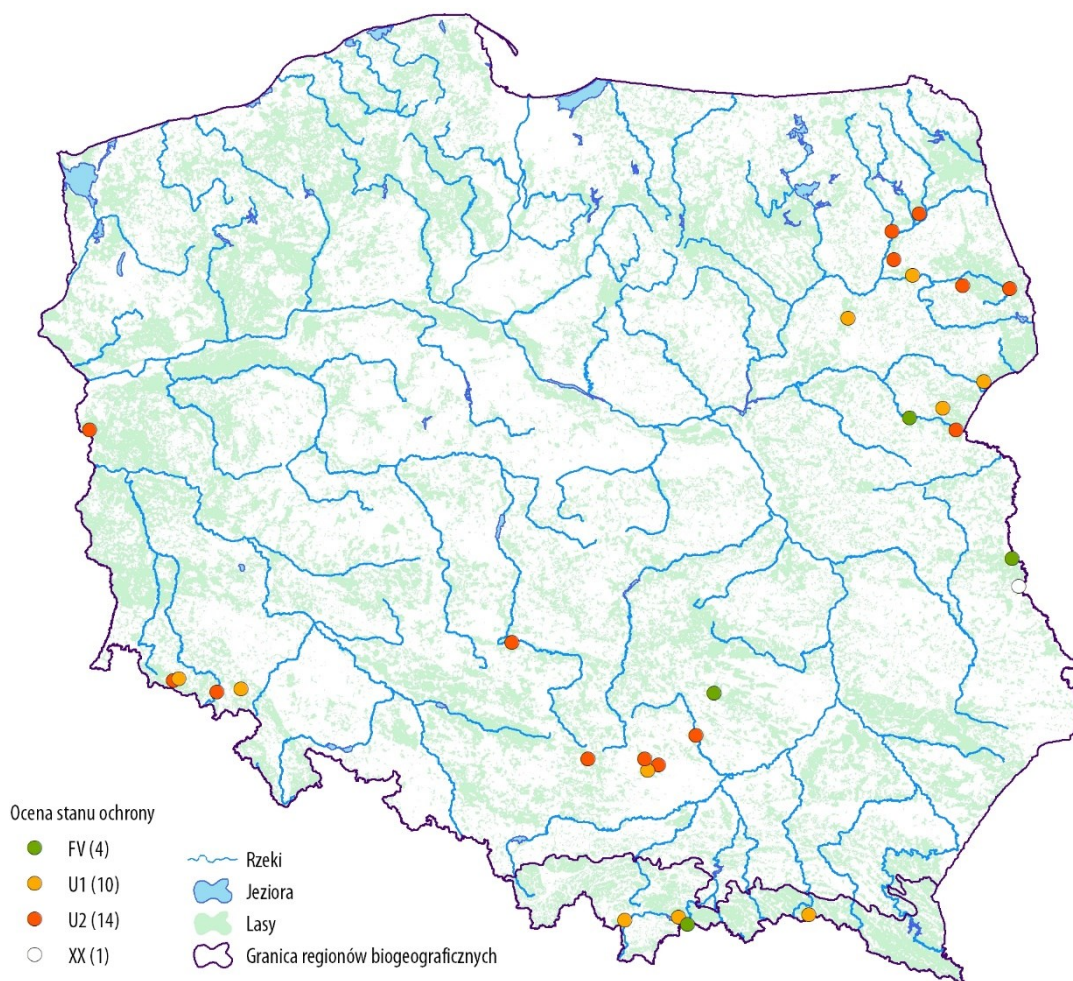 Ocena stanu ochrony
FV (4)
U1 (10)
U2 (14)
XX (1)
Rzeki
Jeziora
Lasy
Granica regionów biogeograficznych